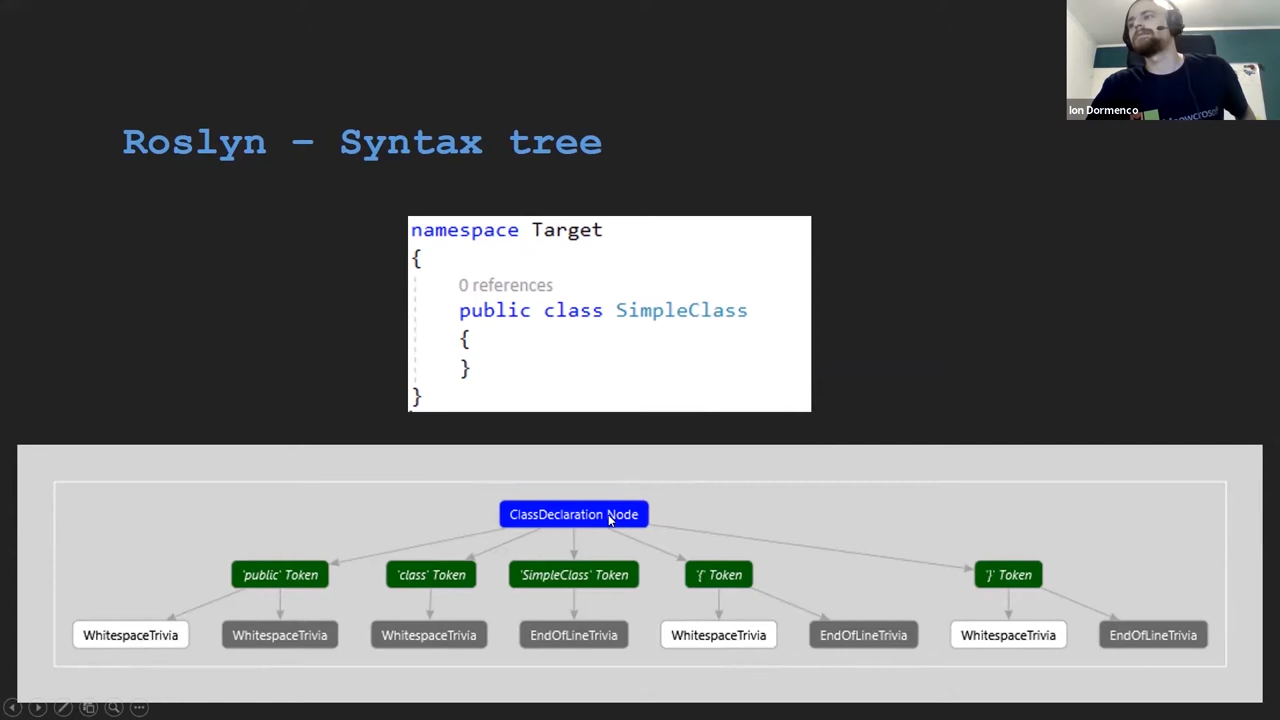 Ion Dormenco
Roslyn – Syntax tree
namespace Target
{
0 references
public class SimpleClass
{
}
}
ClassDeclaration Node
'public' Token 'class' Token 'SimpleClass' Token '{' Token '}' Token
WhitespaceTrivia WhitespaceTrivia WhitespaceTrivia EndOfLineTrivia WhitespaceTrivia EndOfLineTrivia WhitespaceTrivia EndOfLineTrivia